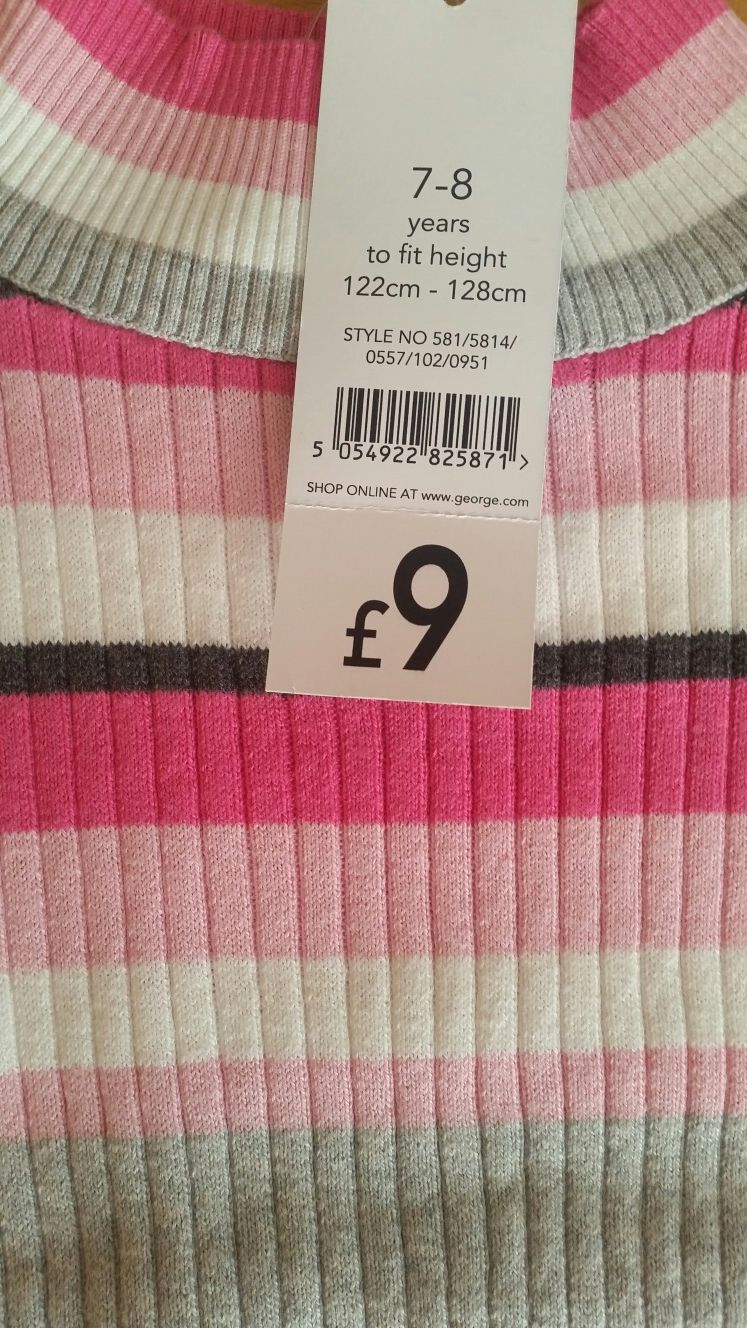 7-8
years
to fit height
122cm - 128cm
STYLE NO 581/5814/
0557/102/0951
5 054922 825871 >
SHOP ONLINE AT www.george.com
£9